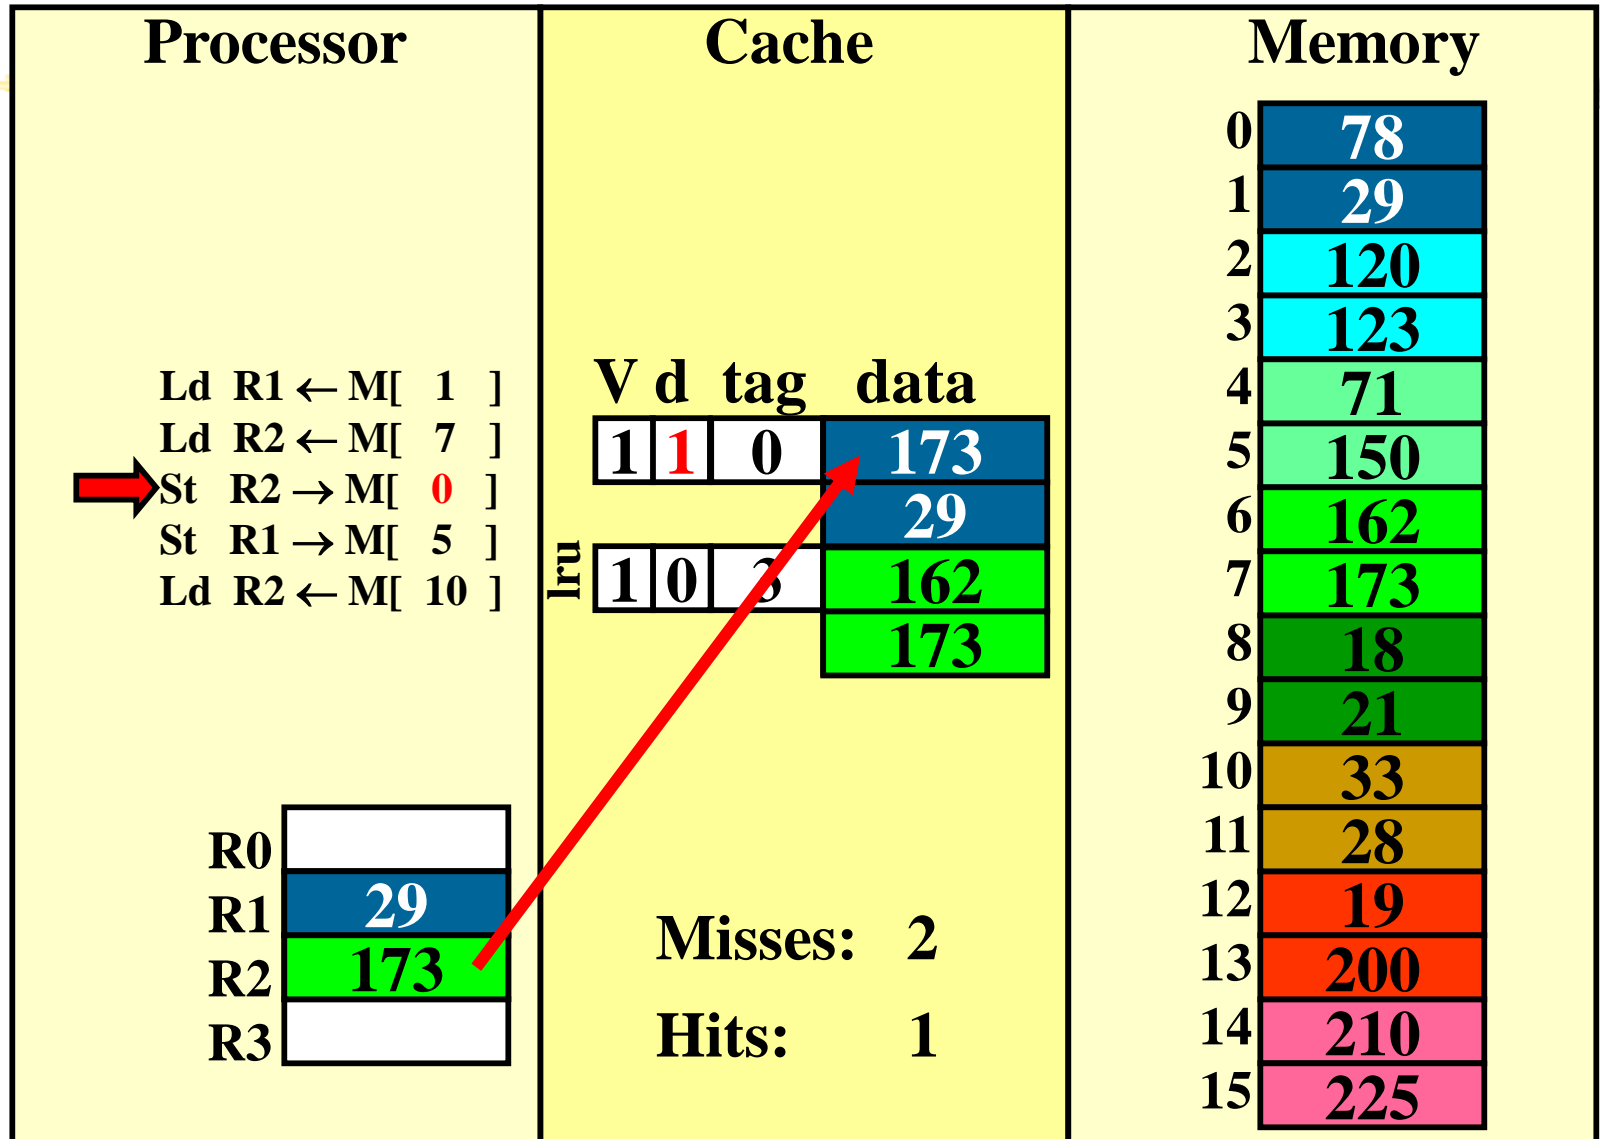 Processor
Cache
Memory
Ld R1 ← M[ 1 ]
Ld R2 ← M[ 7 ]
St R2 → M[ 0 ]
St R1 → M[ 5 ]
Ld R2 ← M[ 10 ]
R0
R1 29
R2 173
R3
V d tag data
1 1 0 173
29
lru
1 0 3 162
173
Misses: 2
Hits: 1
0 78
1 29
2 120
3 123
4 71
5 150
6 162
7 173
8 18
9 21
10 33
11 28
12 19
13 200
14 210
15 225